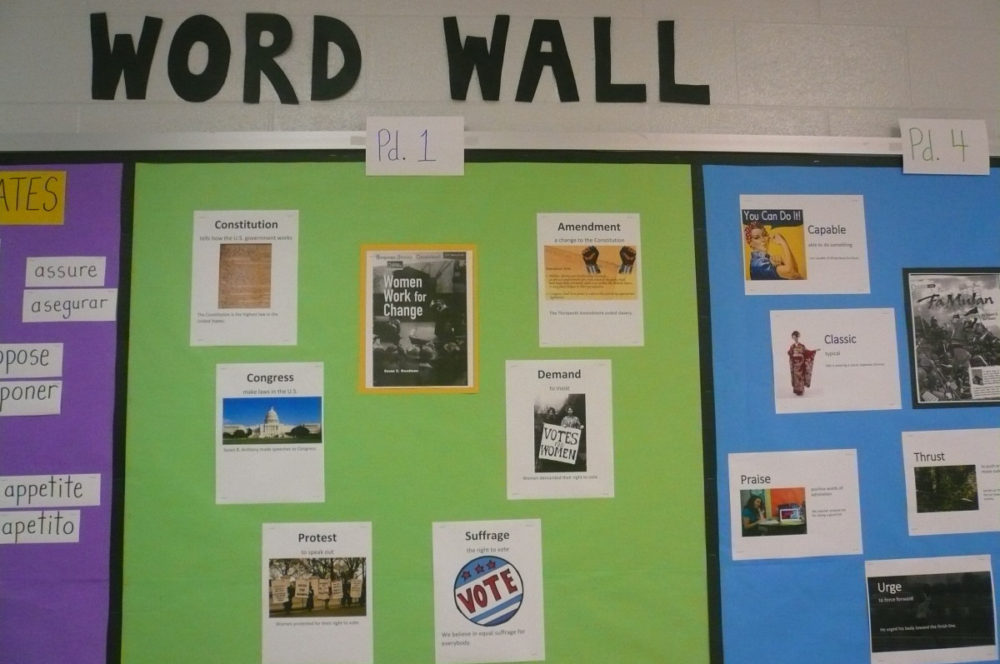 WORD WALL
Pd. 1
Pd. 4
ATES
assure
asegurar
pose
poner
appetite
apetito
Constitution
tells how the U.S. government works
The Constitution is the highest law in the
United States.
Women
Work for
Change
Susan E. Goodman
Amendment
a change to the Constitution
The Thirteenth Amendment ended slavery.
Congress
make laws in the U.S.
Susan B. Anthony made speeches to Congress.
Demand
to insist
VOTES
FOR
WOMEN
Women demanded their right to vote.
Protest
to speak out
Women protested for their right to vote.
Suffrage
the right to vote
VOTE
We believe in equal suffrage for
everybody.
You Can Do It!
Capable
able to do something
Classic
typical
Fa Mulan
Praise
positive words of
admiration
Thrust
Urge
to force forward
He urged his body toward the finish line.